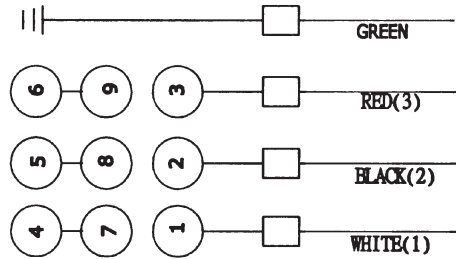 GREEN
6 9 3 RED(3)
5 8 2 BLACK(2)
4 7 1 WHITE(1)